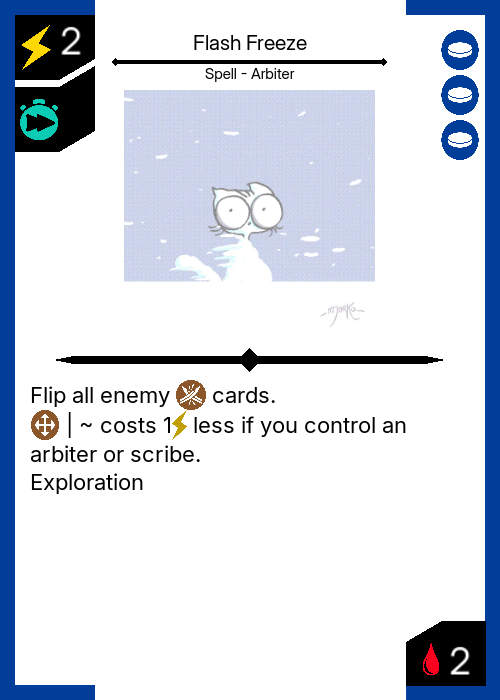 2
Flash Freeze
Spell - Arbiter
Flip all enemy cards.
| ~ costs 1 less if you control an
arbiter or scribe.
Exploration
2